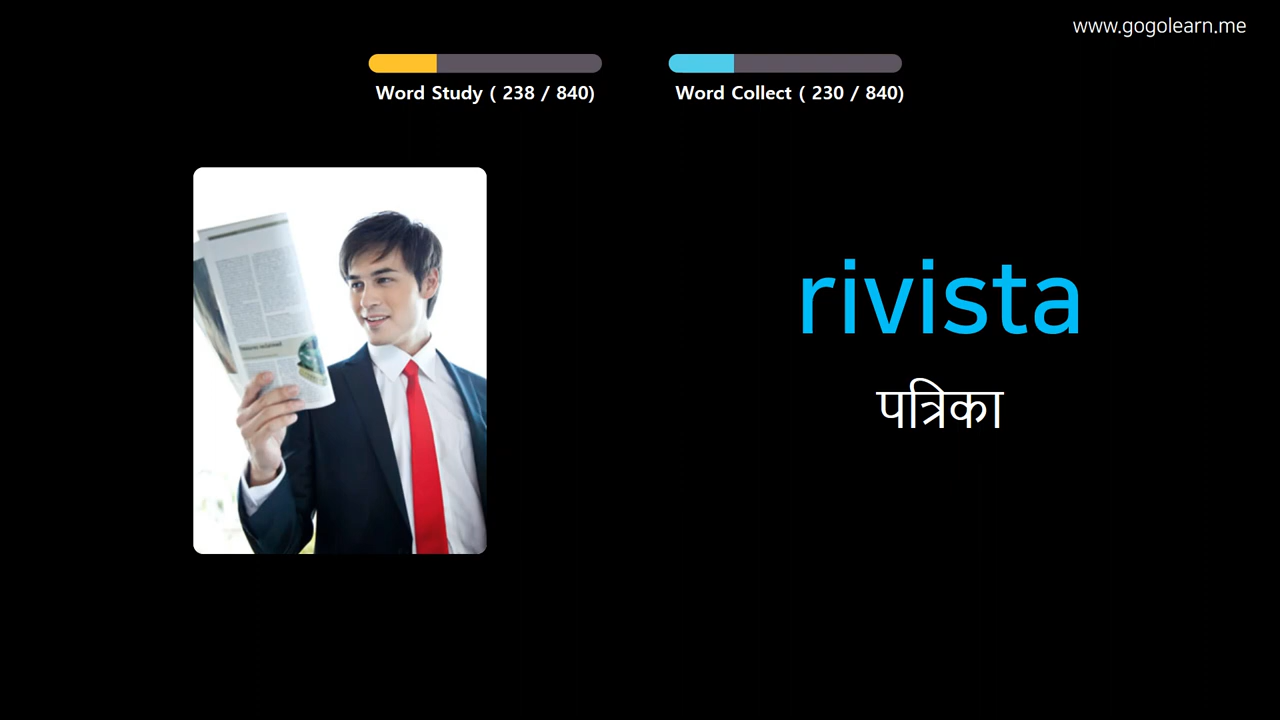 www.gogolearn.me
Word Study ( 238 / 840)
Word Collect ( 230 / 840)
rivista
पत्रिका